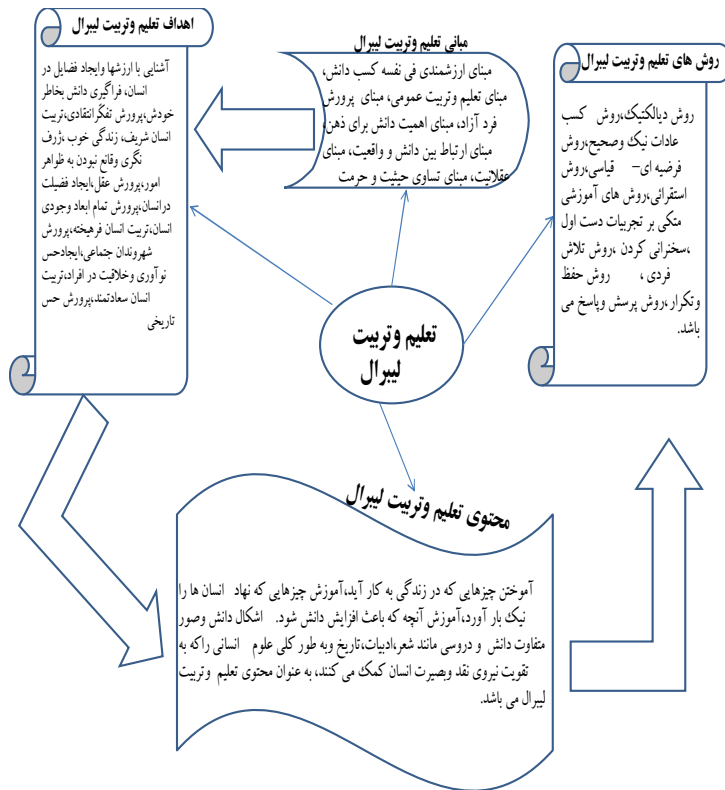 اهداف تعلیم وتربیت لیبرال
آشنایی با ارزشها وایجاد فضایل در
انسان، فراگیری دانش بخاطر
خودش،پرورش تفکّرانتقادی،تربیت
انسان شریف، زندگی خوب ،ژرف
نگری وقانع نبودن به ظواهر
امور،پرورش عقل،ایجاد فضیلت
درانسان،پرورش تمام ابعاد وجودی
انسان،تربیت انسان فرهیخته،پرورش
شهروندان جتماعی،ایجادحس
نوآوری وخلاقیت در افراد،تربیت
انسان سعادتمند،پرورش حس
تاریخی
مبانی تعلیم وتربیت لیبرال
مبنای ارزشمندی فی نفسه کسب دانش،
مبنای تعلیم وتربیت عمومی، مبنای پرورش
فرد آزاد، مبنای اهمیت دانش برای ذهن،
مبنای ارتباط بین دانش و واقعیت، مبنای
عقلانیت، مبنای تساوی حیثیت و حرمت
روش های تعلیم وتربیت لیبرال
روش دیالکتیک،روش کسب
عادات نیک وصحیح،روش
فرضیه ای– قیاسی،روش
استقرائی،روش های آموزشی
متکی بر تجربیات دست اول
،سخنرانی کردن ،روش تلاش
فردی ، روش حفظ
وتکرار،روش پرسش وپاسخ می
باشد.
تعلیم وتربیت
لیبرال
محتوی تعلیم وتربیت لیبرال
آموختن چیزهایی که در زندگی به کار آید،آموزش چیزهایی که نهاد انسان ها را
نیک بار آورد،آموزش آنچه که باعث افزایش دانش شود. اشکال دانش وصور
متفاوت دانش و دروسی مانند شعر،ادبیات،تاریخ وبه طور کلی علوم انسانی راکه به
تقویت نیروی نقد وبصیرت انسان کمک می کنند، به عنوان محتوی تعلیم وتربیت
لیبرال می باشد.